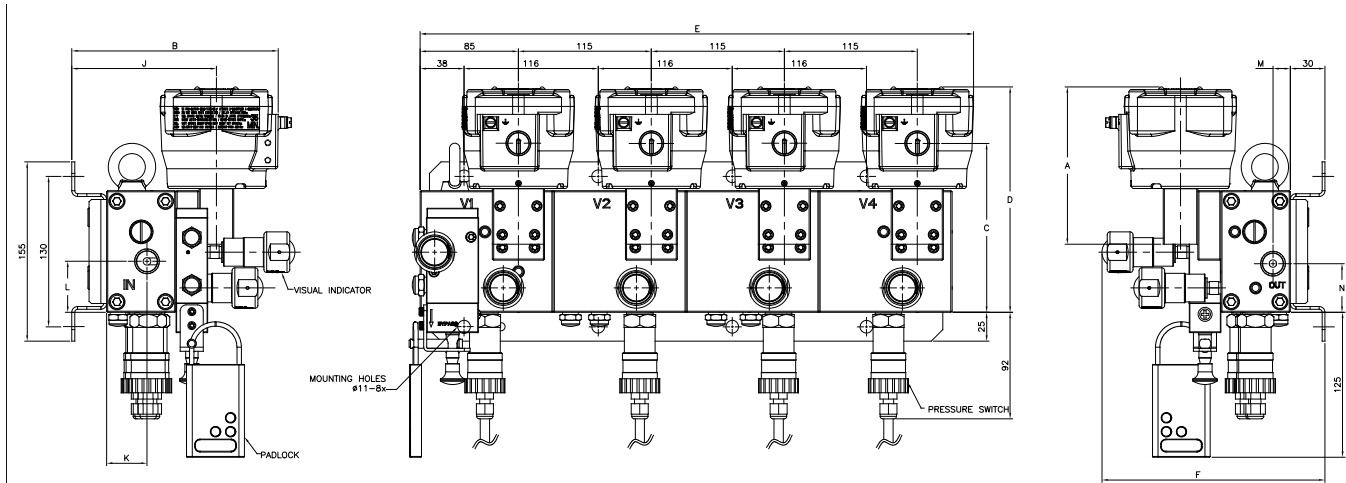 B
J
155
130
L
IN
K
VISUAL INDICATOR
PADLOCK
E
85
115
115
115
38
116
116
116
V1
V2
V3
V4
BYPASS
C
D
25
92
MOUNTING HOLES
ø11-8x
PRESSURE SWITCH
M
30
A
OUT
N
125
F